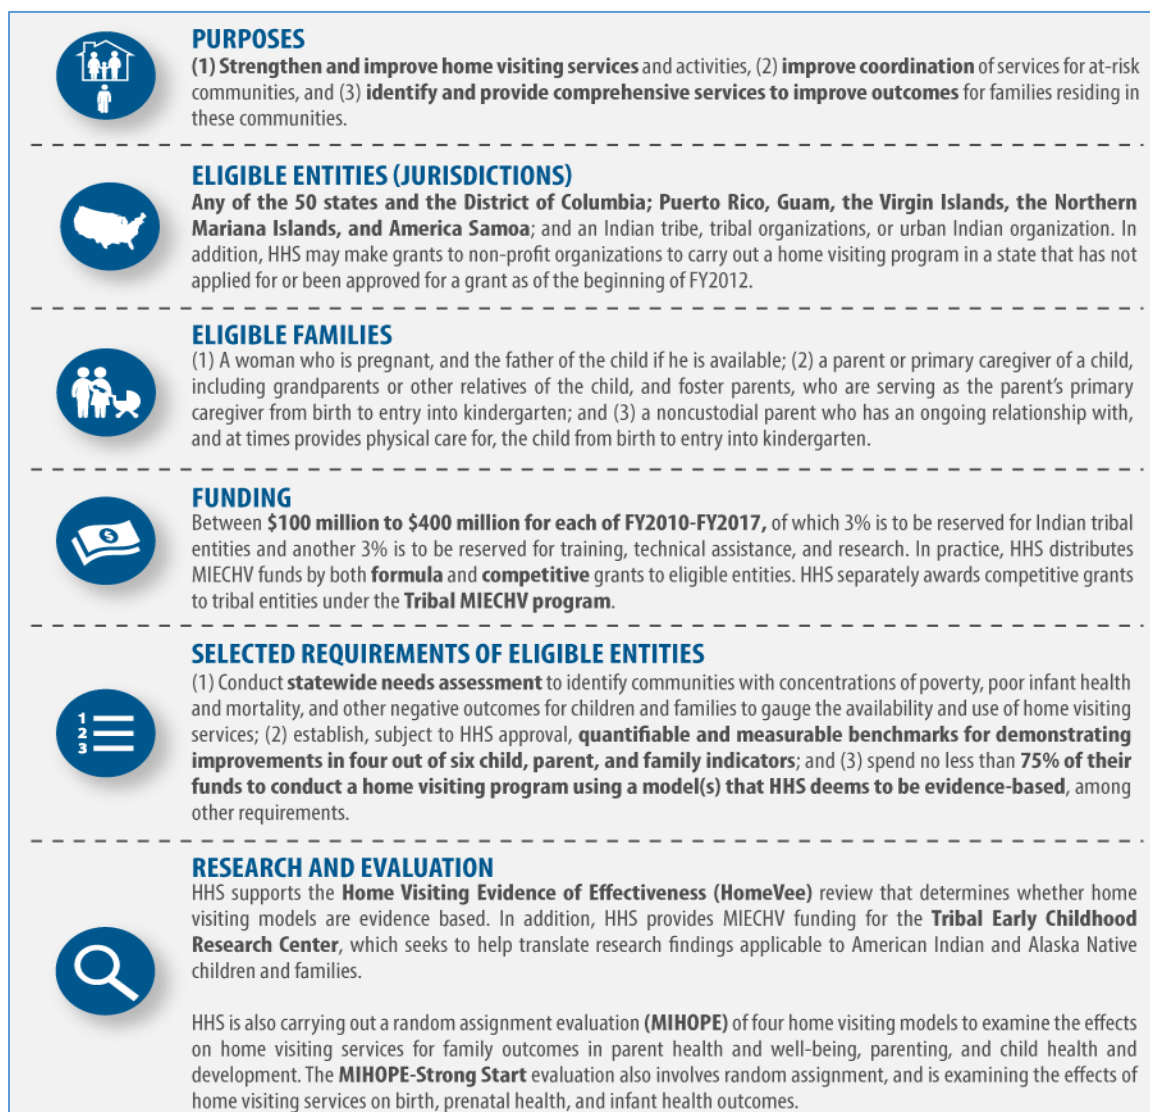 PURPOSES
(1) Strengthen and improve home visiting services and activities, (2) improve coordination of services for at-risk
communities, and (3) identify and provide comprehensive services to improve outcomes for families residing in
these communities.
ELIGIBLE ENTITIES (JURISDICTIONS)
Any of the 50 states and the District of Columbia; Puerto Rico, Guam, the Virgin Islands, the Northern
Mariana Islands, and America Samoa; and an Indian tribe, tribal organizations, or urban Indian organization. In
addition, HHS may make grants to non-profit organizations to carry out a home visiting program in a state that has not
applied for or been approved for a grant as of the beginning of FY2012.
ELIGIBLE FAMILIES
(1) A woman who is pregnant, and the father of the child if he is available; (2) a parent or primary caregiver of a child,
including grandparents or other relatives of the child, and foster parents, who are serving as the parent's primary
caregiver from birth to entry into kindergarten; and (3) a noncustodial parent who has an ongoing relationship with,
and at times provides physical care for, the child from birth to entry into kindergarten.
$
FUNDING
Between $100 million to $400 million for each of FY2010-FY2017, of which 3% is to be reserved for Indian tribal
entities and another 3% is to be reserved for training, technical assistance, and research. In practice, HHS distributes
MIECHV funds by both formula and competitive grants to eligible entities. HHS separately awards competitive grants
to tribal entities under the Tribal MIECHV program.
1
2
3
SELECTED REQUIREMENTS OF ELIGIBLE ENTITIES
(1) Conduct statewide needs assessment to identify communities with concentrations of poverty, poor infant health
and mortality, and other negative outcomes for children and families to gauge the availability and use of home visiting
services; (2) establish, subject to HHS approval, quantifiable and measurable benchmarks for demonstrating
improvements in four out of six child, parent, and family indicators; and (3) spend no less than 75% of their
funds to conduct a home visiting program using a model(s) that HHS deems to be evidence-based, among
other requirements.
RESEARCH AND EVALUATION
HHS supports the Home Visiting Evidence of Effectiveness (HomeVee) review that determines whether home
visiting models are evidence based. In addition, HHS provides MIECHV funding for the Tribal Early Childhood
Research Center, which seeks to help translate research findings applicable to American Indian and Alaska Native
children and families.
HHS is also carrying out a random assignment evaluation (MIHOPE) of four home visiting models to examine the effects
on home visiting services for family outcomes in parent health and well-being, parenting, and child health and
development. The MIHOPE-Strong Start evaluation also involves random assignment, and is examining the effects of
home visiting services on birth, prenatal health, and infant health outcomes.